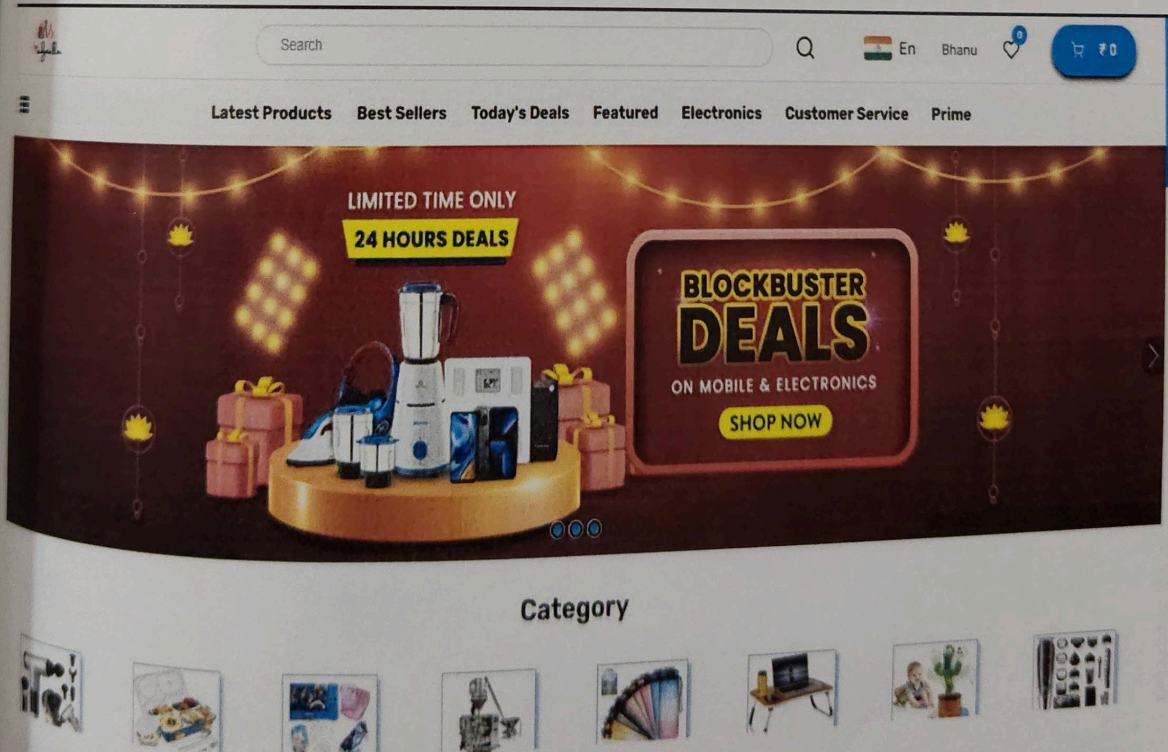 Search
En
Bhanu
0
₹ 0
Latest Products Best Sellers Today's Deals Featured Electronics Customer Service Prime
LIMITED TIME ONLY
24 HOURS DEALS
BLOCKBUSTER
DEALS
ON MOBILE & ELECTRONICS
SHOP NOW
Category